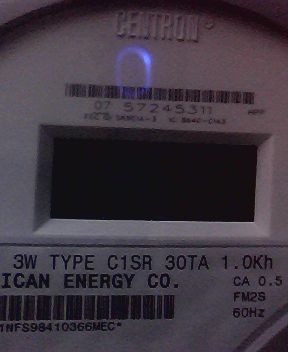 CENTRON®
07 57245311
3W TYPE C1SR 30TA 1.0Kh
ICAN ENERGY CO. CA 0.5
FM2S
1NFS98410366MEC* 60Hz